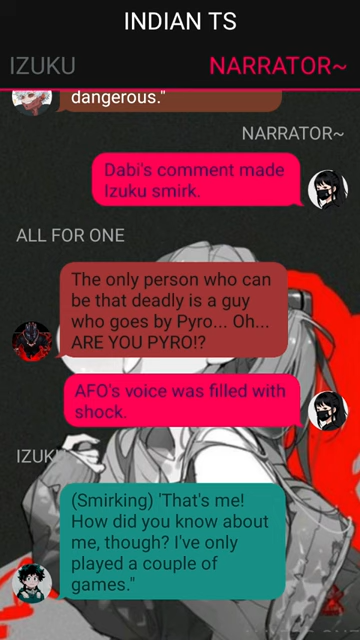 INDIAN TS
IZUKU NARRATOR~
dangerous."
NARRATOR~
Dabi's comment made
Izuku smirk.
ALL FOR ONE
The only person who can
be that deadly is a guy
who goes by Pyro... Oh...
ARE YOU PYRO!?
AFO's voice was filled with
shock.
IZUKU
(Smirking) 'That's me!
How did you know about
me, though? I've only
played a couple of
games."